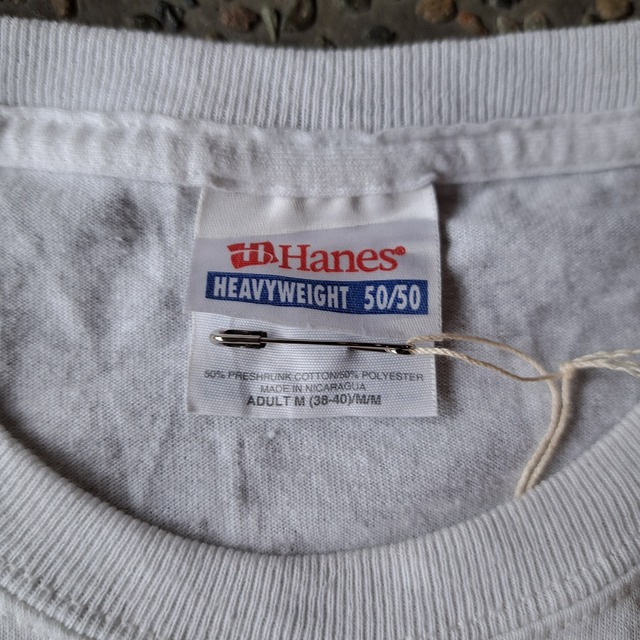 Hanes®
HEAVYWEIGHT 50/50
50% PRESHRUNK COTTON/50% POLYESTER
MADE IN NICARAGUA
ADULT M (38-40)/M/M